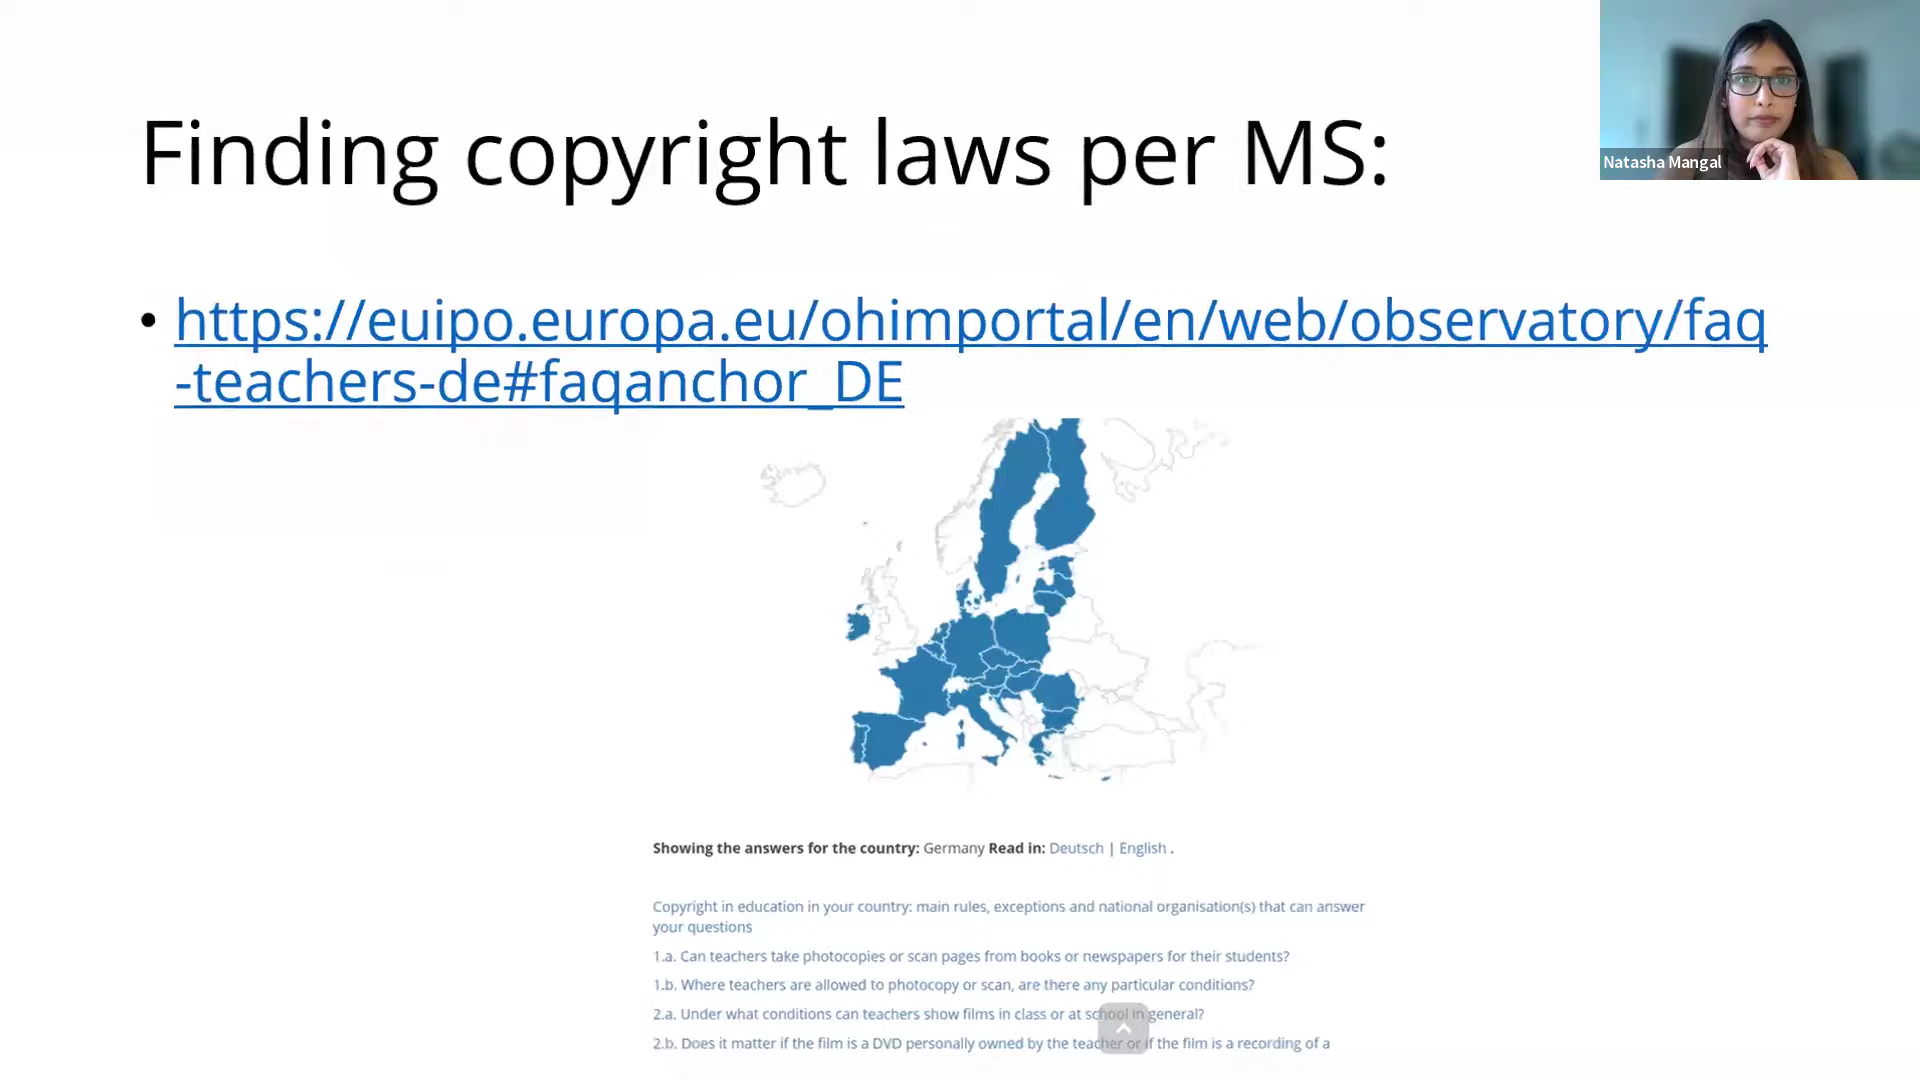 Finding copyright laws per MS:
Natasha Mangal
• https://euipo.europa.eu/ohimportal/en/web/observatory/faq
-teachers-de#faqanchor_DE
Showing the answers for the country: Germany Read in: Deutsch | English .
Copyright in education in your country: main rules, exceptions and national organisation(s) that can answer
your questions
1.a. Can teachers take photocopies or scan pages from books or newspapers for their students?
1.b. Where teachers are allowed to photocopy or scan, are there any particular conditions?
2.a. Under what conditions can teachers show films in class or at school in general?
2.b. Does it matter if the film is a DVD personally owned by the teacher or if the film is a recording of a